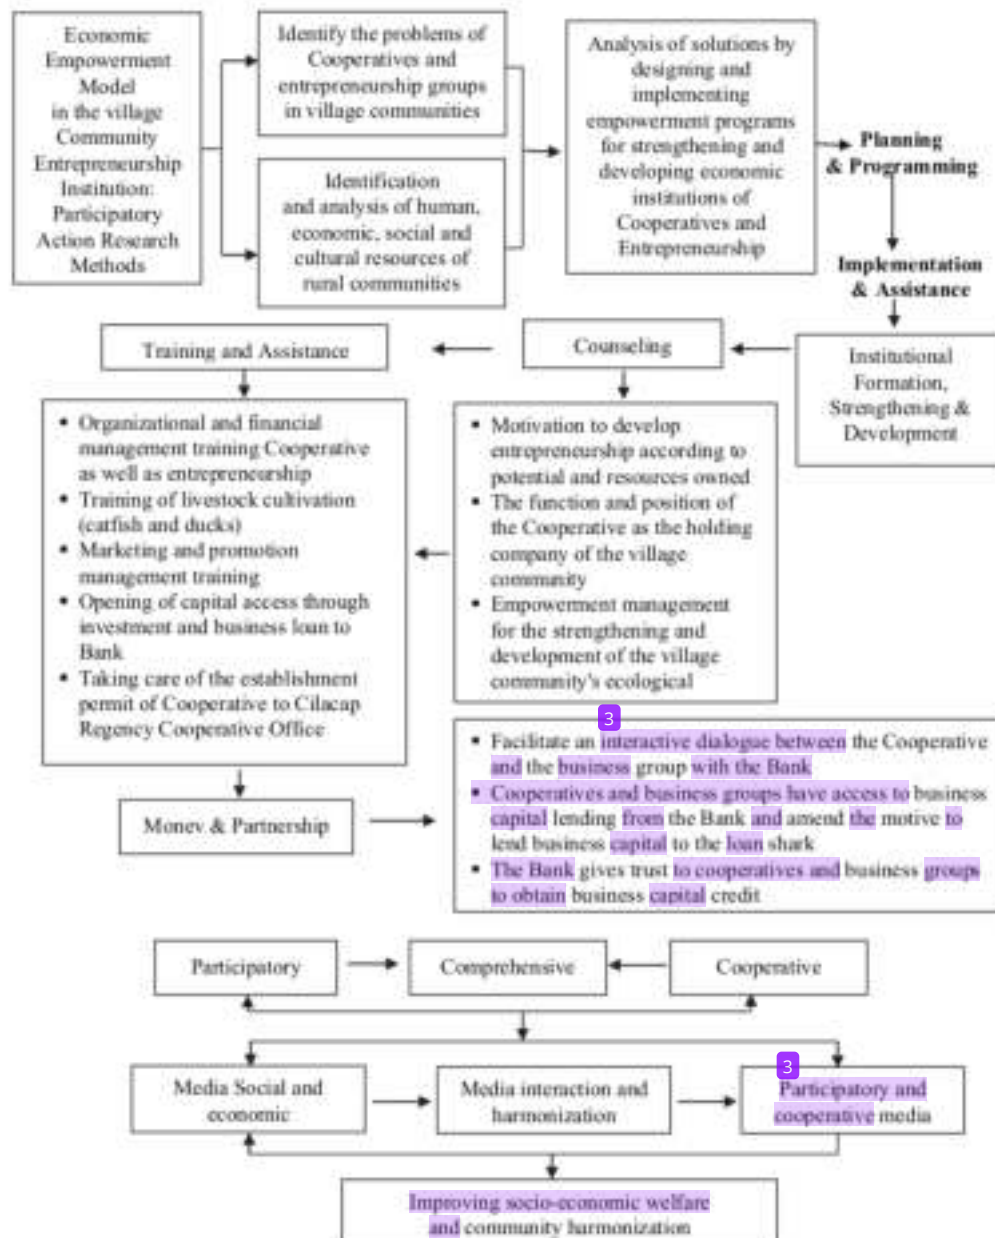 Economic
Empowerment
Model
in the village
Community
Entrepreneurship
Institution:
Participatory
Action Research
Methods
Identify the problems of
Cooperatives and
entrepreneurship groups
in village communities
Identification
and analysis of human,
economic, social and
cultural resources of
rural communities
Analysis of solutions by
designing and
implementing
empowerment programs
for strengthening and
developing economic
institutions of
Cooperatives and
Entrepreneurship
Planning
& Programming
Implementation
& Assistance
Institutional
Formation,
Strengthening &
Development
Counseling
Training and Assistance
▪ Motivation to develop
entrepreneurship according to
potential and resources owned
▪ The function and position of
the Cooperative as the holding
company of the village
community
▪ Empowerment management
for the strengthening and
development of the village
community's ecological
• Organizational and financial
management training Cooperative
as well as entrepreneurship
• Training of livestock cultivation
(catfish and ducks)
• Marketing and promotion
management training
• Opening of capital access through
investment and business loan to
Bank
• Taking care of the establishment
permit of Cooperative to Cilacap
Regency Cooperative Office
Monev & Partnership
3
▪ Facilitate an interactive dialogue between the Cooperative
and the business group with the Bank
▪ Cooperatives and business groups have access to business
capital lending from the Bank and amend the motive to
lend business capital to the loan shark
▪ The Bank gives trust to cooperatives and business groups
to obtain business capital credit
Participatory
Comprehensive
Cooperative
Media Social and
economic
Media interaction and
harmonization
3
Participatory and
cooperative media
Improving socio-economic welfare
and community harmonization